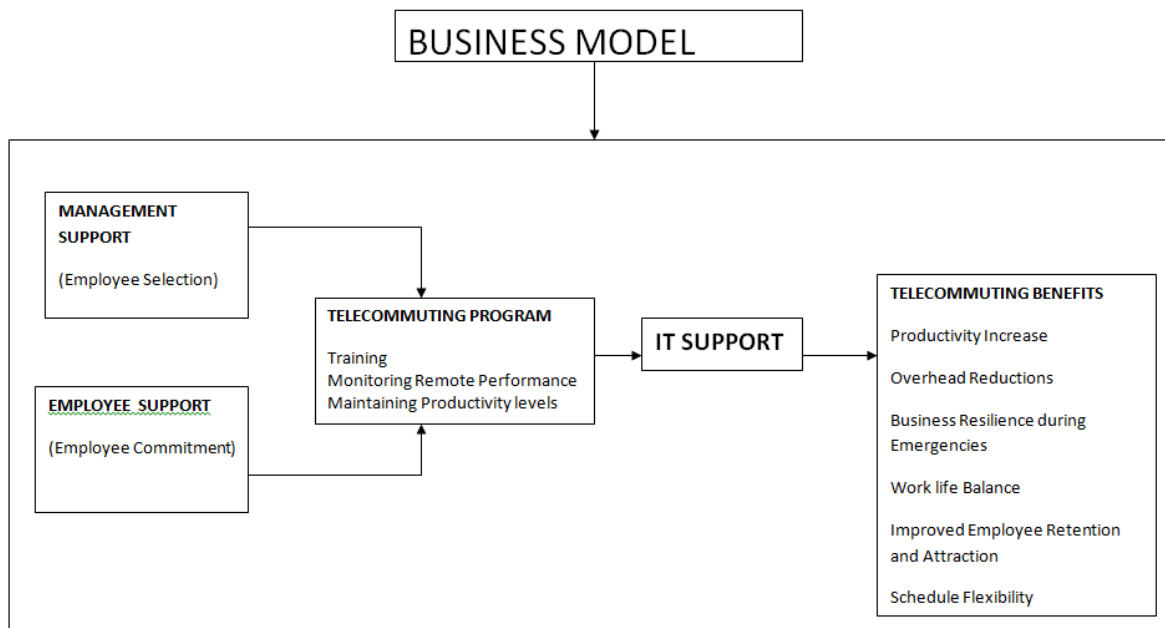 BUSINESS MODEL
MANAGEMENT
SUPPORT
(Employee Selection)
EMPLOYEE SUPPORT
(Employee Commitment)
TELECOMMUTING PROGRAM
Training
Monitoring Remote Performance
Maintaining Productivity levels
IT SUPPORT
TELECOMMUTING BENEFITS
Productivity Increase
Overhead Reductions
Business Resilience during
Emergencies
Work life Balance
Improved Employee Retention
and Attraction
Schedule Flexibility